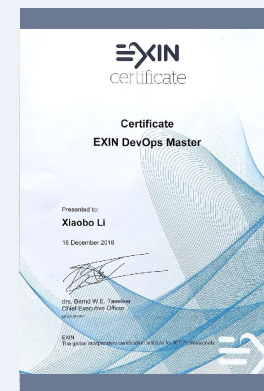 EXIN
certificate
Certificate
EXIN DevOps Master
Presented to:
Xiaobo Li
16 December 2018
drs. Bernd W.E. Taselaar
Chief Executive Officer
EXIN
The global independent certification institute for ICT Professionals